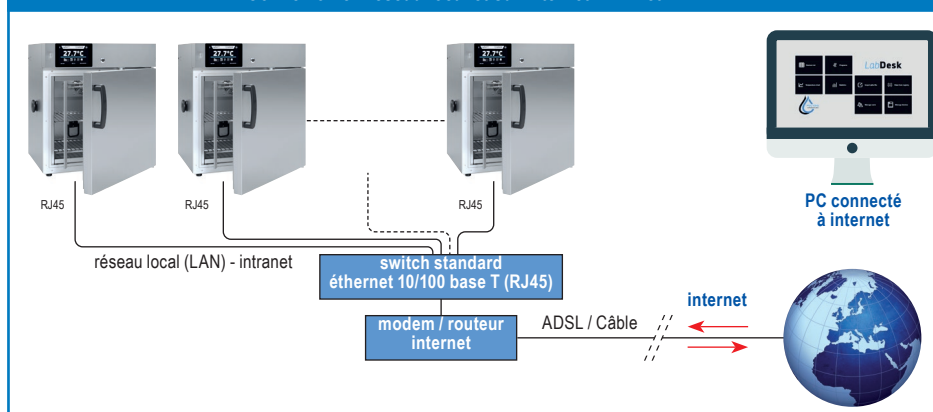 27.7°C
27.7°C
27.7°C
LabDesk
RJ45
RJ45
RJ45
PC connecté
à internet
réseau local (LAN) - intranet
switch standard
éthernet 10/100 base T (RJ45)
internet
modem / routeur
internet
ADSL / Câble